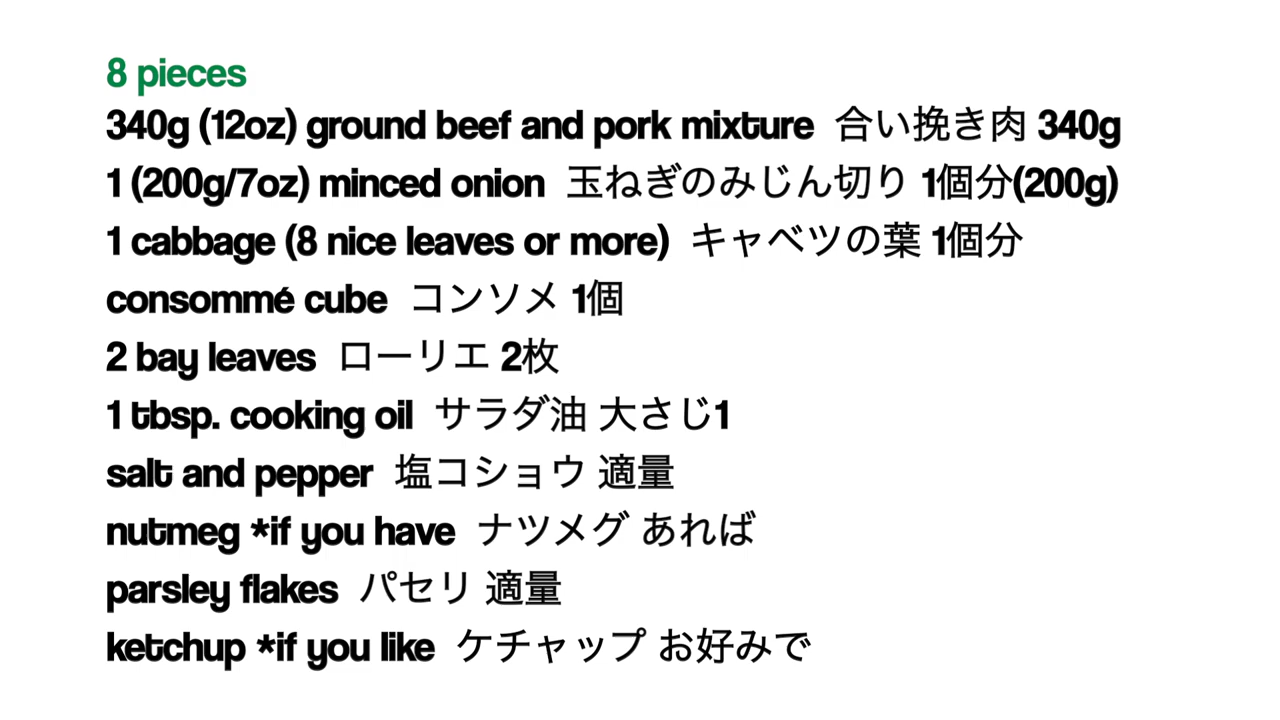 8 pieces
340g (12oz) ground beef and pork mixture 合い挽き肉 340g
1 (200g/7oz) minced onion 玉ねぎのみじん切り 1個分(200g)
1 cabbage (8 nice leaves or more) キャベツの葉 1個分
consommé cube コンソメ 1個
2 bay leaves ローリエ 2枚
1 tbsp. cooking oil サラダ油 大さじ1
salt and pepper 塩コショウ 適量
nutmeg *if you have ナツメグ あれば
parsley flakes パセリ 適量
ketchup *if you like ケチャップ お好みで